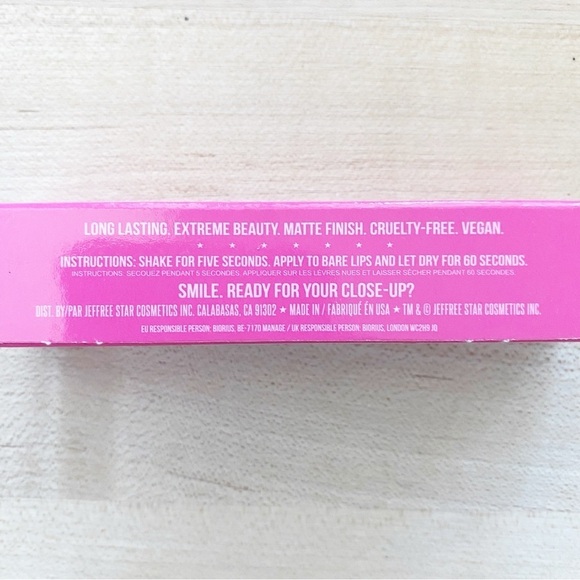 LONG LASTING. EXTREME BEAUTY. MATTE FINISH. CRUELTY-FREE. VEGAN.
INSTRUCTIONS: SHAKE FOR FIVE SECONDS. APPLY TO BARE LIPS AND LET DRY FOR 60 SECONDS.
INSTRUCTIONS: SECOUEZ PENDANT 5 SECONDES, APPLIQUER SUR LES LÈVRES NUES ET LAISSER SÉCHER PENDANT 60 SECONDES.
SMILE. READY FOR YOUR CLOSE-UP?
DIST. BY/PAR JEFFREE STAR COSMETICS INC. CALABASAS, CA 91302 ★ MADE IN / FABRIQUÉ EN USA ★ TM & © JEFFREE STAR COSMETICS INC.
EU RESPONSIBLE PERSON: BIORIUS, BE-7170 MANAGE / UK RESPONSIBLE PERSON: BIORIUS, LONDON WC2H9 JQ